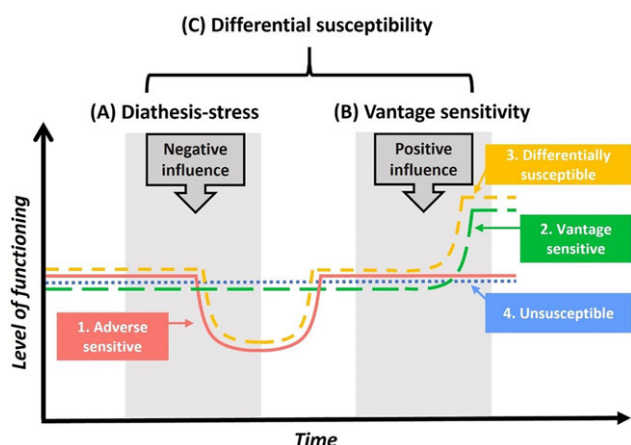 (C) Differential susceptibility
(A) Diathesis-stress
(B) Vantage sensitivity
Negative
influence
Positive
influence
3. Differentially
susceptible
2. Vantage
sensitive
4. Unsusceptible
1. Adverse
sensitive
Level of functioning
Time